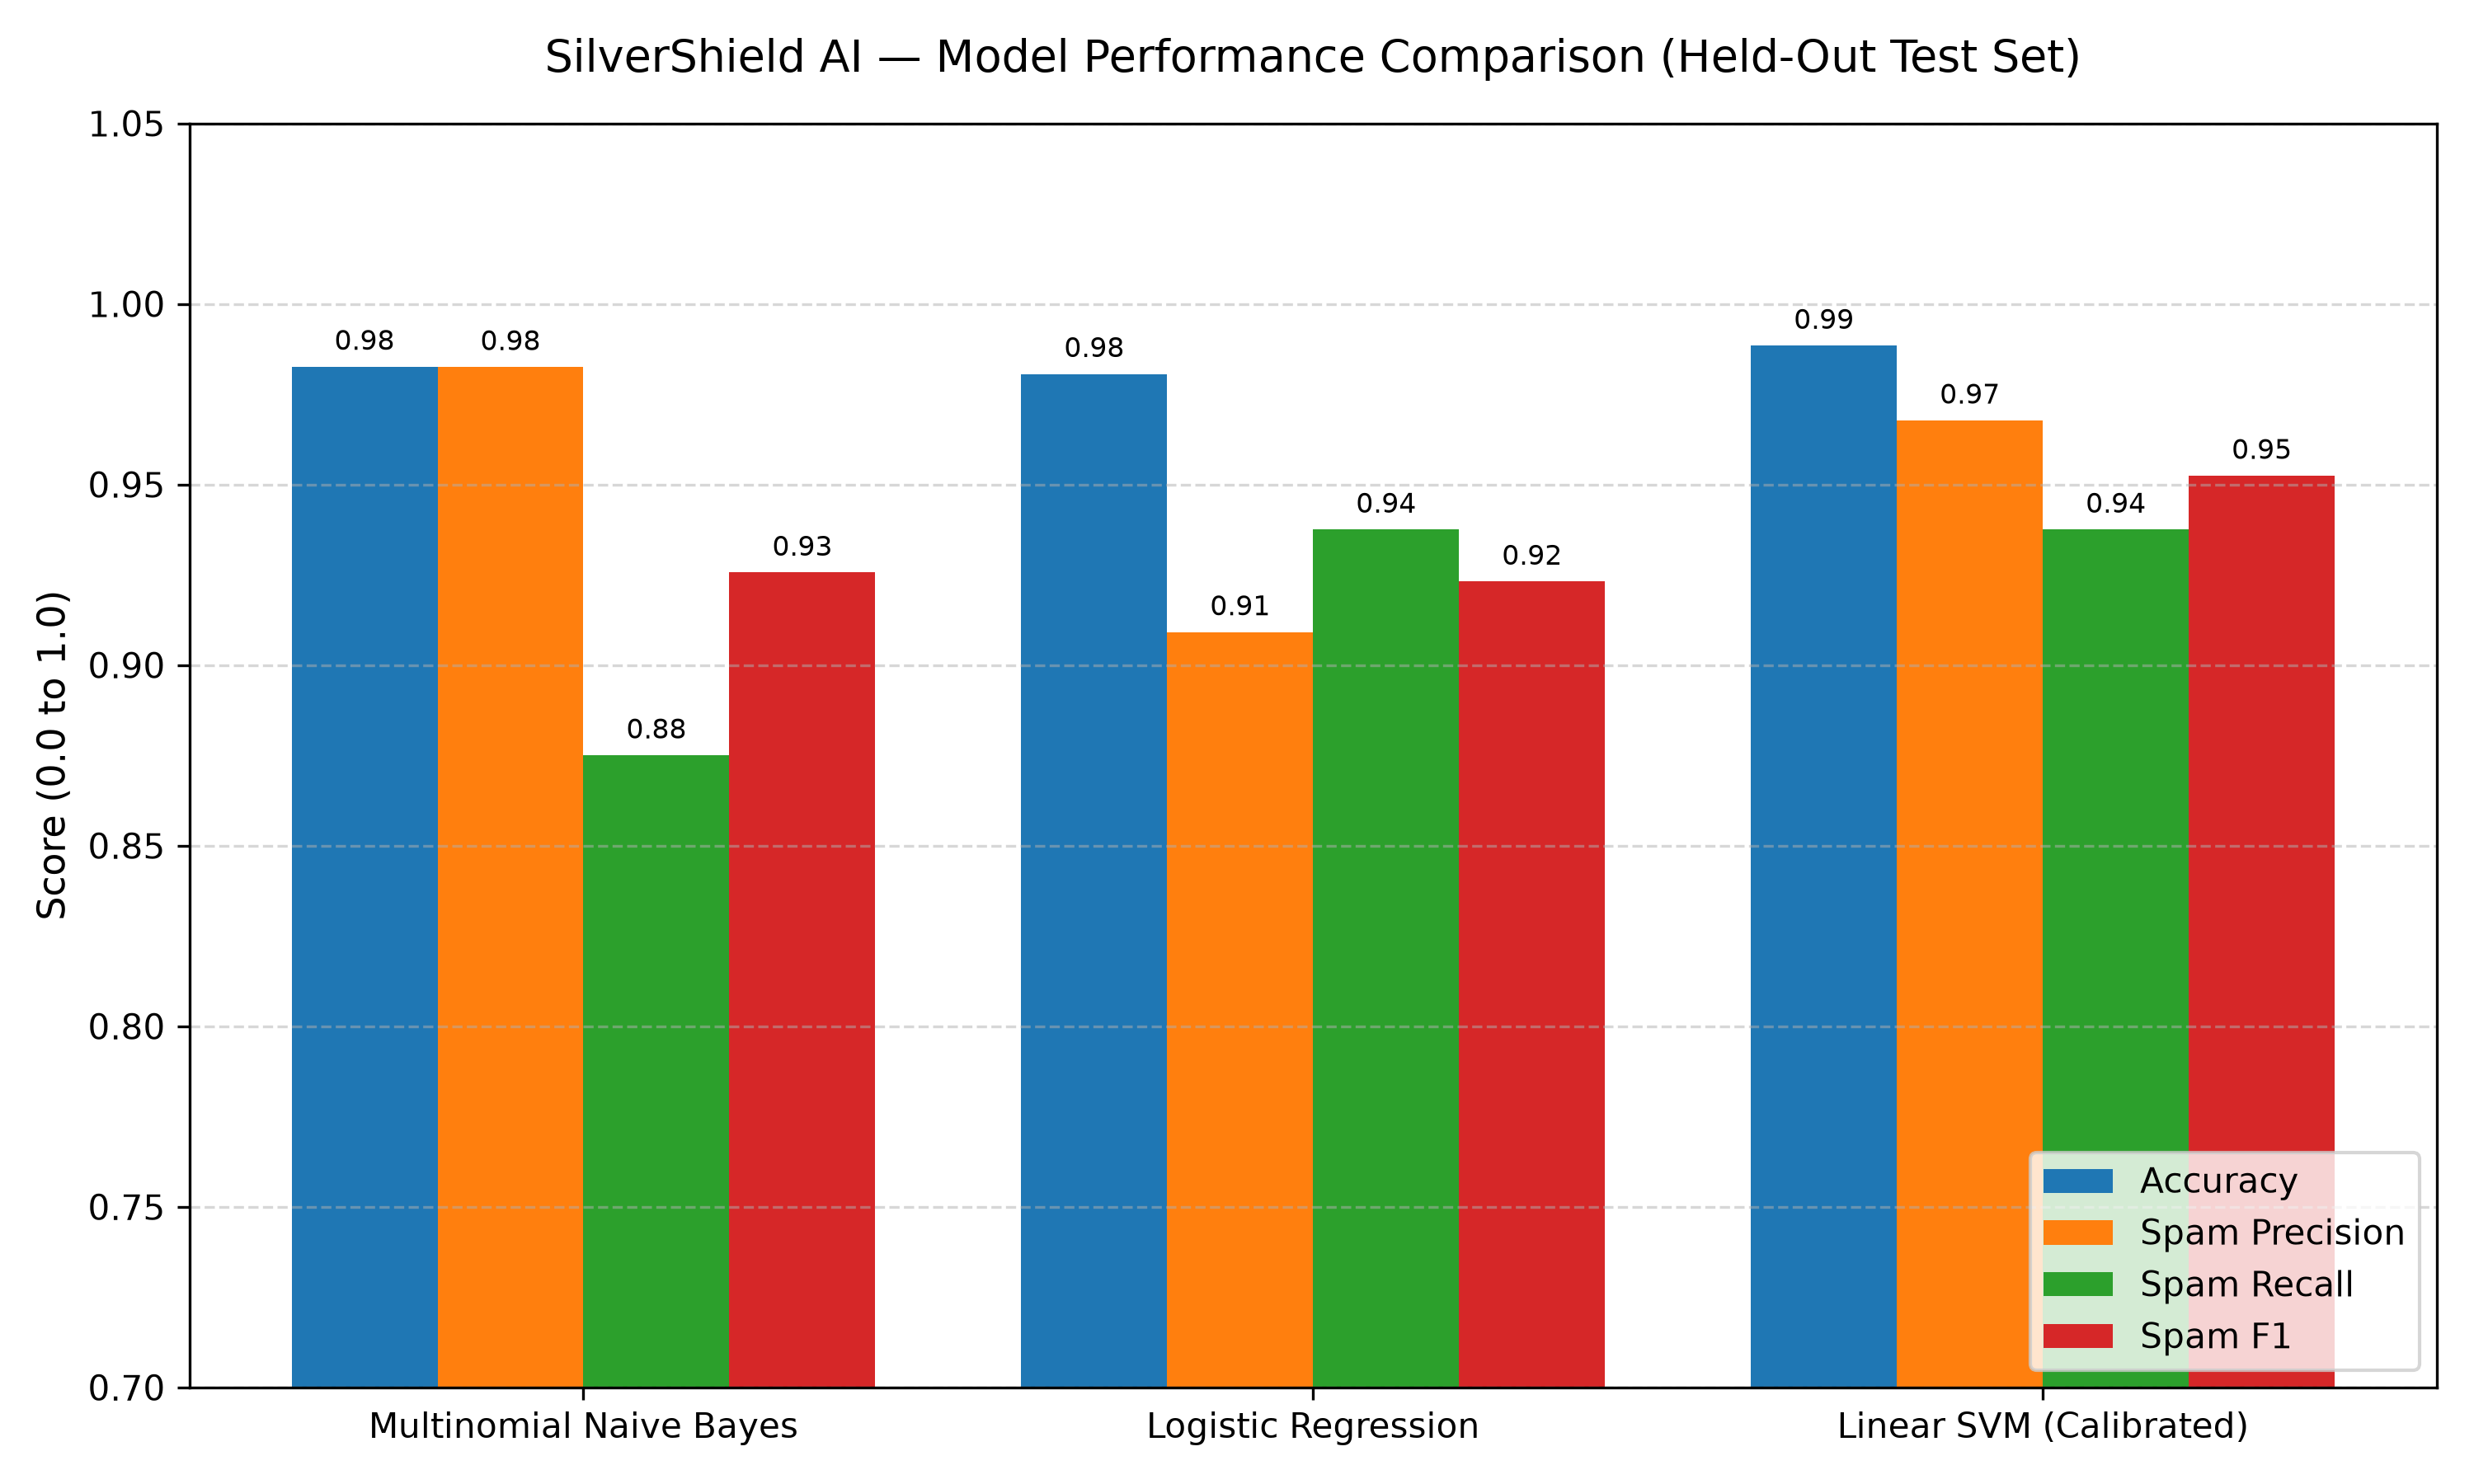 SilverShield AI — Model Performance Comparison (Held-Out Test Set)
Score (0.0 to 1.0)
1.05
1.00
0.95
0.90
0.85
0.80
0.75
0.70
0.98
0.98
0.88
0.93
0.98
0.91
0.94
0.92
0.99
0.97
0.94
0.95
Accuracy
Spam Precision
Spam Recall
Spam F1
Multinomial Naive Bayes
Logistic Regression
Linear SVM (Calibrated)